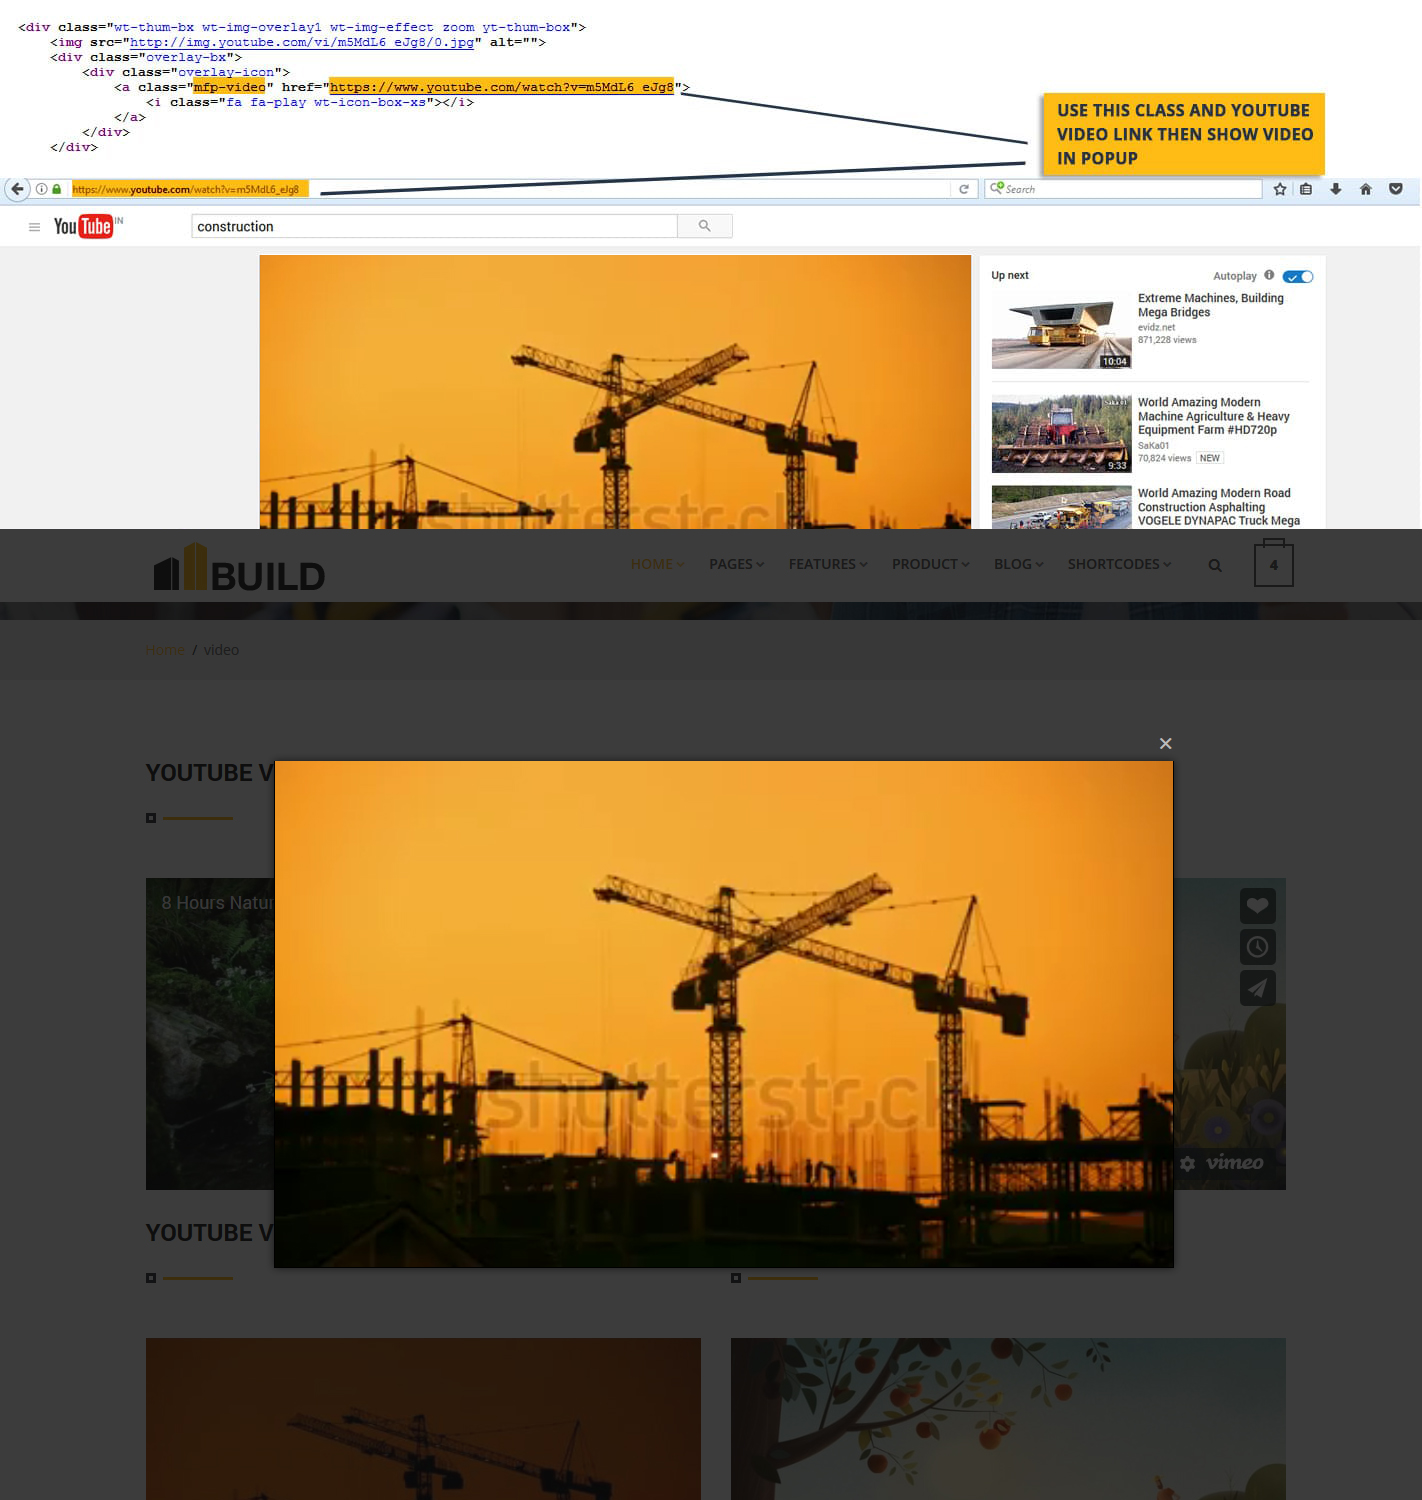 <div class="wt-thum-bx wt-img-overlay1 wt-img-effect zoom yt-thum-box">
<img src="http://img.youtube.com/vi/m5MdL6_eJg8/0.jpg" alt="">
<div class="overlay-bx">
<div class="overlay-icon">
<a class="mfp-video" href="https://www.youtube.com/watch?v=m5MdL6_eJg8">
<i class="fa fa-play wt-icon-box-xs"></i>
</a>
</div>
</div>
USE THIS CLASS AND YOUTUBE
VIDEO LINK THEN SHOW VIDEO
IN POPUP
https://www.youtube.com/watch?v=m5MdL6_eJg8
Search
YouTube IN
construction
Up next
Autoplay
Extreme Machines, Building
Mega Bridges
evidz.net
871,228 views
10:04
World Amazing Modern
Machine Agriculture & Heavy
Equipment Farm #HD720p
SaKa01
70,824 views NEW
9:33
World Amazing Modern Road
Construction Asphalting
VOGELE DYNAPAC Truck Mega
shutterstock
BUILD
HOME PAGES FEATURES PRODUCT BLOG SHORTCODES 4
Home / video
×
YOUTUBE V
8 Hours Natur
shutterstock
vimeo
YOUTUBE V